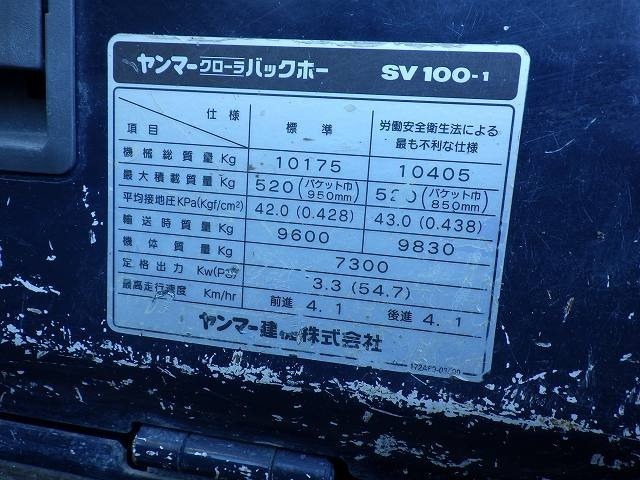 ヤンマークローラバックホー SV100-1
仕様
項目 標準 労働安全衛生法による
最も不利な仕様
機械総質量 Kg 10175 10405
最大積載質量 Kg 520 (バケット巾 950mm) 520 (バケット巾 850mm)
平均接地圧 KPa(Kgf/cm²) 42.0 (0.428) 43.0 (0.438)
輸送時質量 Kg 9600 9830
機体質量 Kg 7300
定格出力 Kw(PS) 3.3 (54.7)
最高走行速度 Km/hr 前進 4.1 後進 4.1
ヤンマー建機株式会社